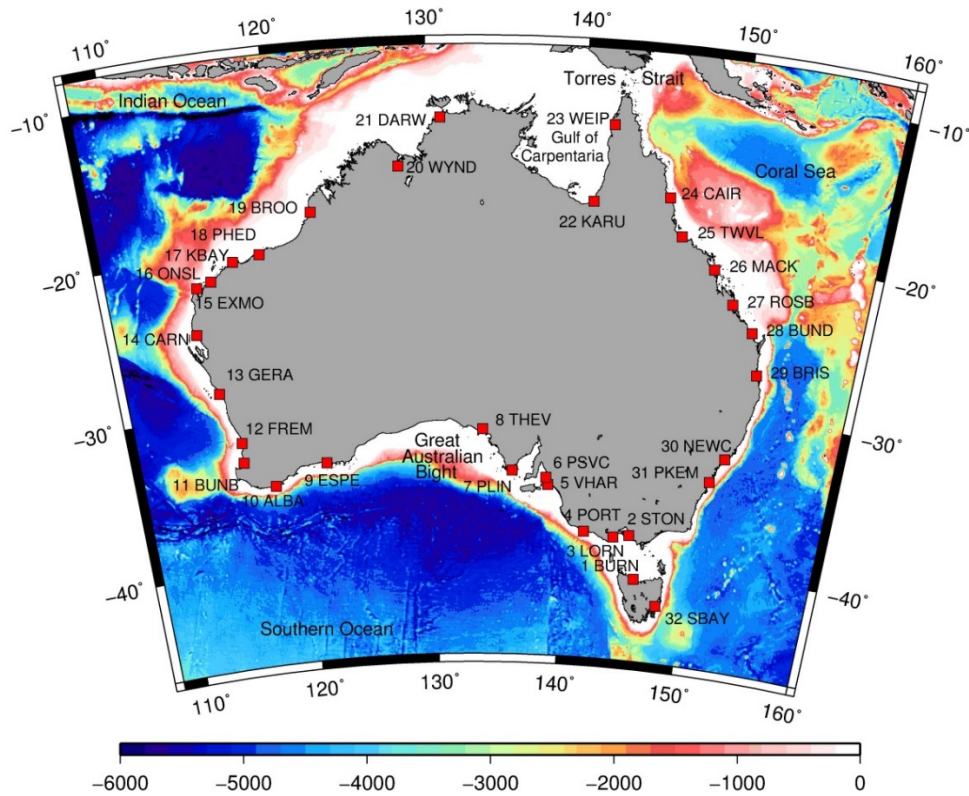 110˚
120˚
130˚
140˚
150˚
160˚
Torres Strait
Indian Ocean
−10˚
−10˚
21 DARW
23 WEIP
Gulf of
Carpentaria
20 WYND
Coral Sea
24 CAIR
19 BROO
22 KARU
18 PHED
25 TWVL
17 KBAY
26 MACK
16 ONSL
−20˚
−20˚
15 EXMO
27 ROSB
14 CARN
28 BUND
13 GERA
29 BRIS
8 THEV
12 FREM
−30˚
−30˚
Great
Australian
Bight
30 NEWC
6 PSVC
31 PKEM
9 ESPE
11 BUNB
7 PLIN
5 VHAR
10 ALBA
4 PORT
2 STON
3 LORN
1 BURN
−40˚
−40˚
32 SBAY
Southern Ocean
110˚
120˚
130˚
140˚
150˚
160˚
−6000
−5000
−4000
−3000
−2000
−1000
0